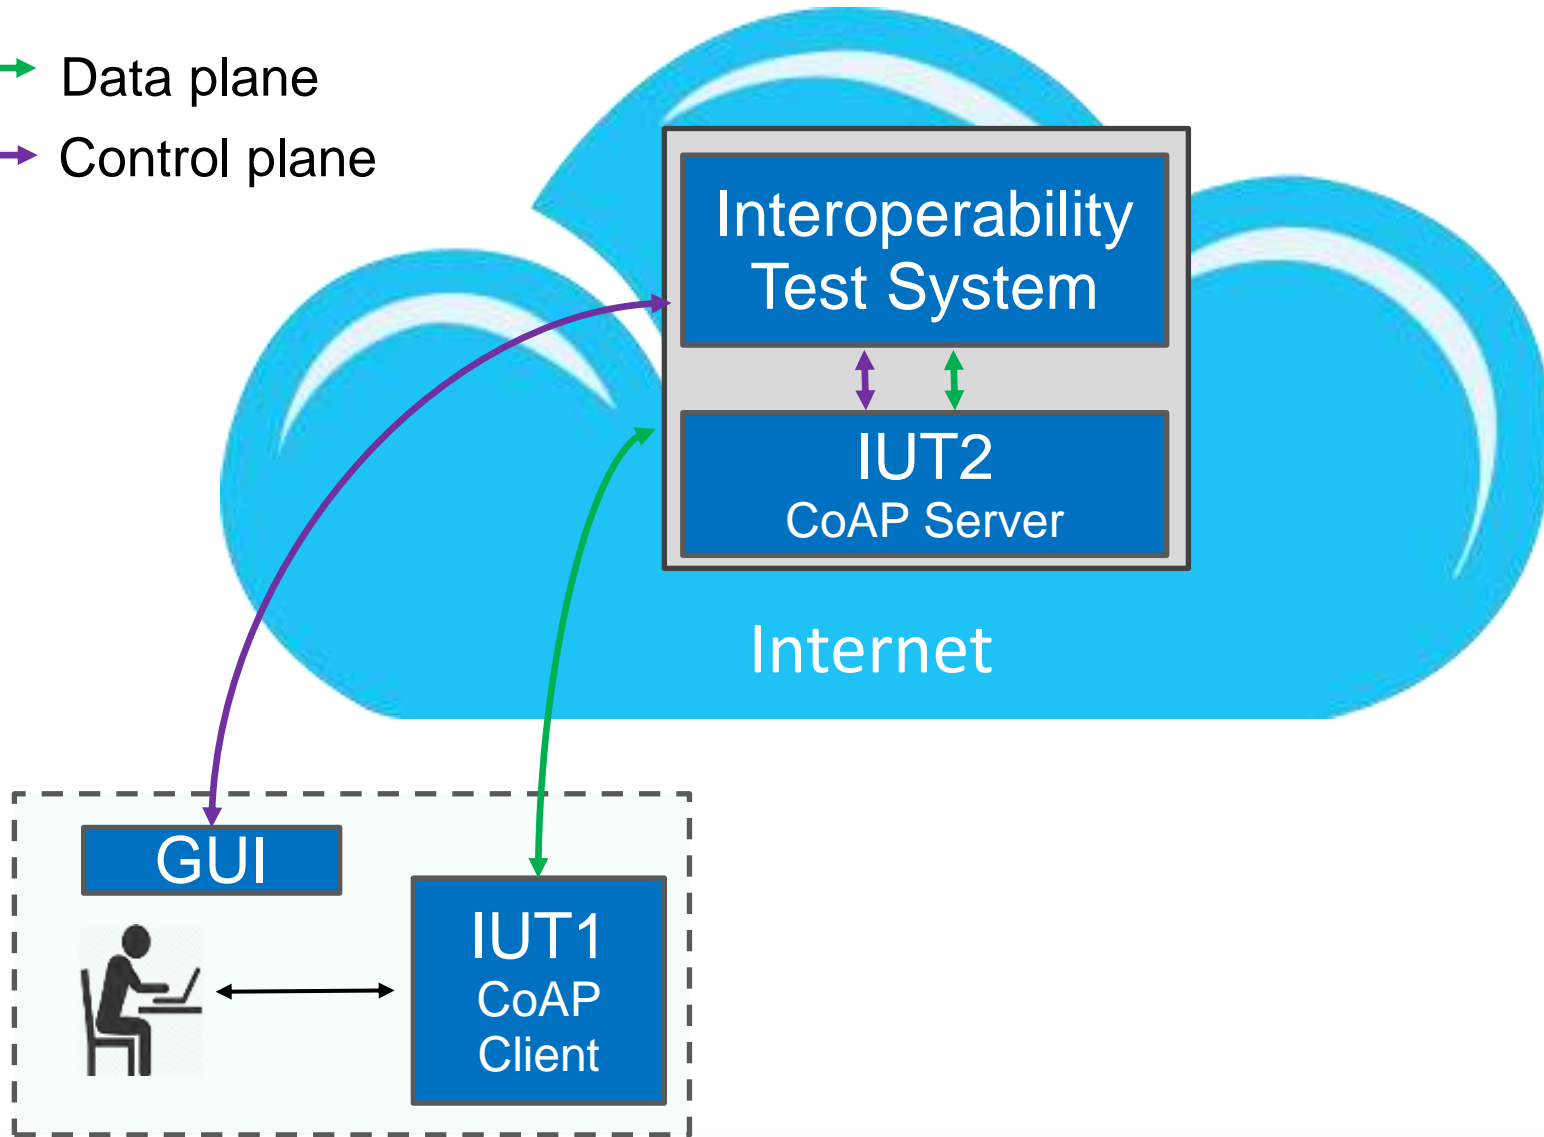 Data plane
Control plane
Interoperability
Test System
IUT2
CoAP Server
Internet
GUI
IUT1
CoAP
Client